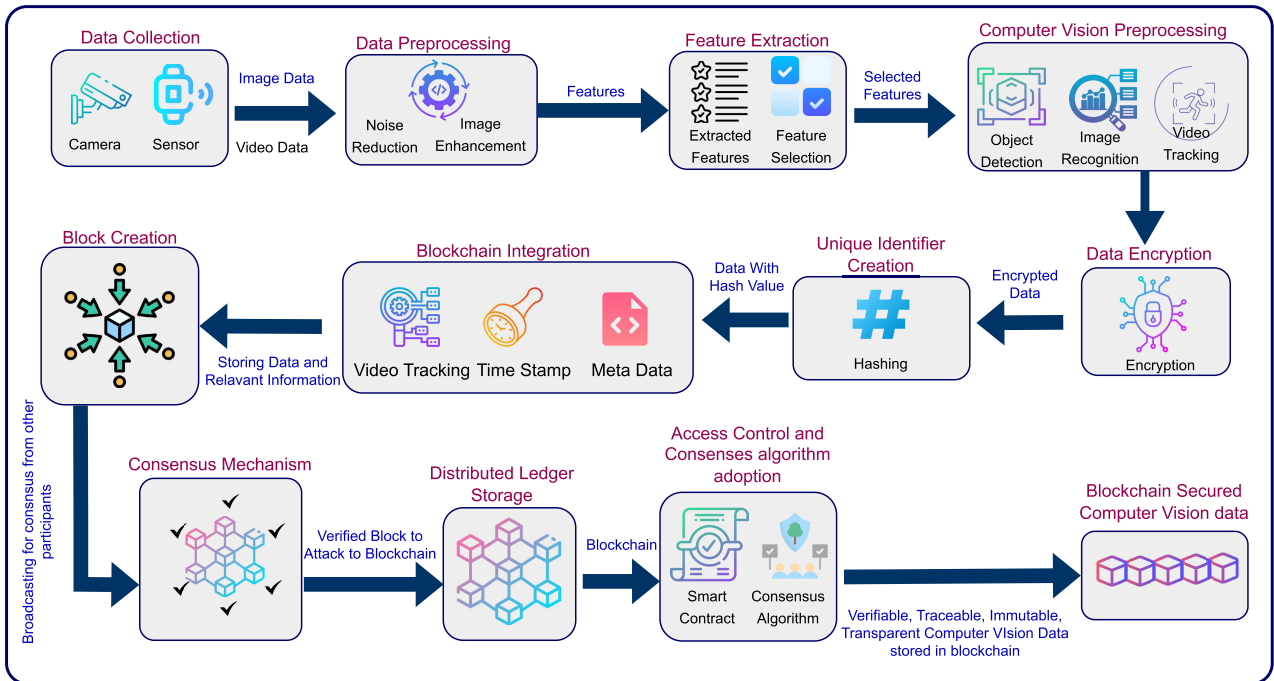 Data Collection
Camera
Sensor
Image Data
Video Data
Data Preprocessing
Noise
Reduction
Image
Enhancement
Features
Feature Extraction
Extracted
Features
Feature
Selection
Selected
Features
Computer Vision Preprocessing
Object
Detection
Image
Recognition
Video
Tracking
Data Encryption
Encryption
Encrypted
Data
Unique Identifier
Creation
Hashing
Data With
Hash Value
Blockchain Integration
Video Tracking
Time Stamp
Meta Data
Storing Data and
Relavant Information
Block Creation
Broadcasting for consensus from other
participants
Consensus Mechanism
Verified Block to
Attack to Blockchain
Distributed Ledger
Storage
Blockchain
Access Control and
Consenses algorithm
adoption
Smart
Contract
Consensus
Algorithm
Verifiable, Traceable, Immutable,
Transparent Computer VIsion Data
stored in blockchain
Blockchain Secured
Computer Vision data